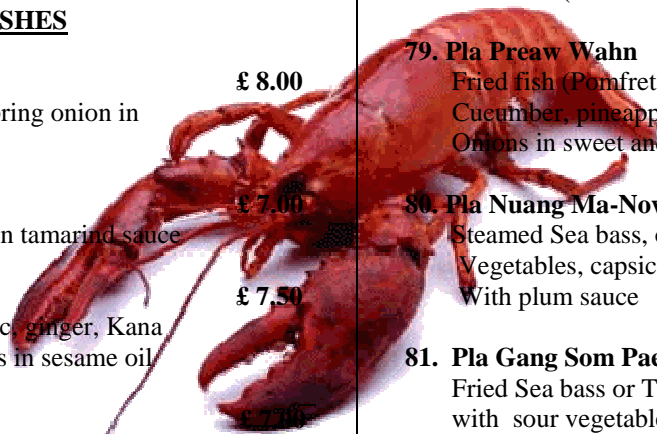 SHES
£ 8.00
ring onion in
£ 7.00
n tamarind sauce
£ 7.50
c, ginger, Kana
s in sesame oil
79. Pla Preaw Wahn
Fried fish (Pomfret
Cucumber, pineapp
Onions in sweet an
80. Pla Nuang Ma-Nov
Steamed Sea bass,
Vegetables, capsic
With plum sauce
81. Pla Gang Som Pae
Fried Sea bass or T
with sour vegetabl